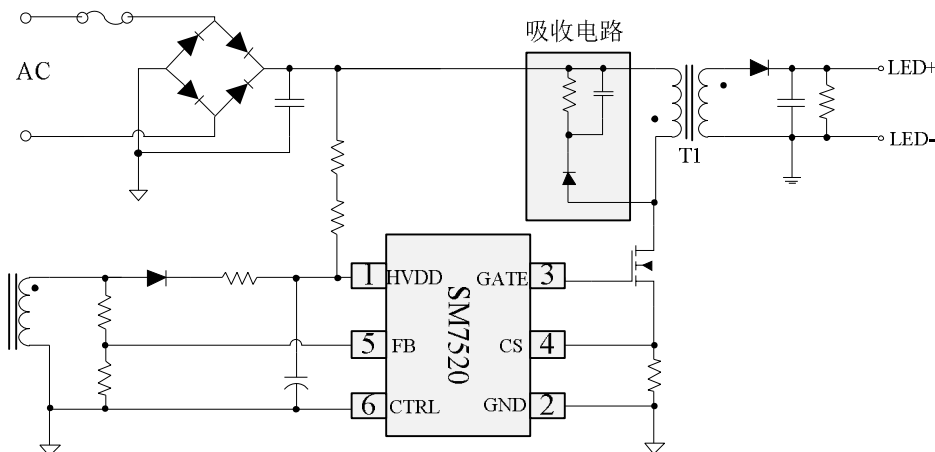 吸收电路
AC
LED+
LED-
T1
1
HVDD
GATE
3
SM7520
5
FB
CS
4
6
CTRL
GND
2